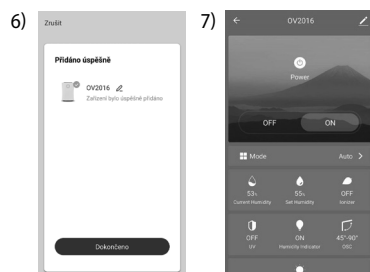 6)
Zrušit
Přidáno úspěšně
OV2016
Zařízení bylo úspěšně přidáno
Dokončeno
7)
OV2016
Power
OFF ON
Mode Auto >
53% 55% OFF
Current Humidity Set Humidity Ionizer
OFF ON 45°-90°
UV Humidity Indicator OSC